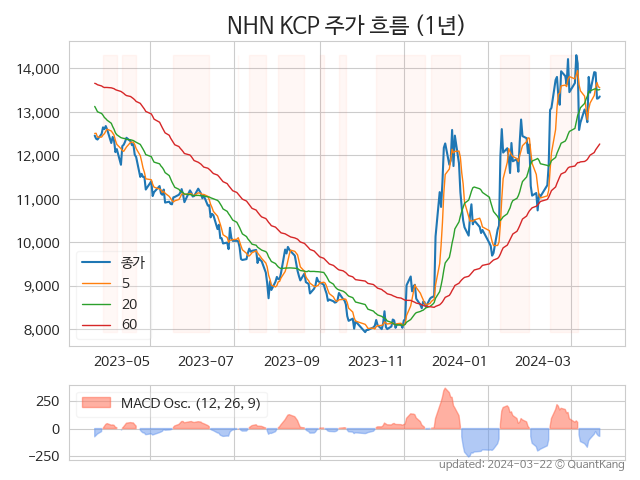 NHN KCP 주가 흐름 (1년)
14,000
13,000
12,000
11,000
10,000
9,000
8,000
종가
5
20
60
2023-05 2023-07 2023-09 2023-11 2024-01 2024-03
250
0
−250
MACD Osc. (12, 26, 9)
updated: 2024-03-22 © QuantKang